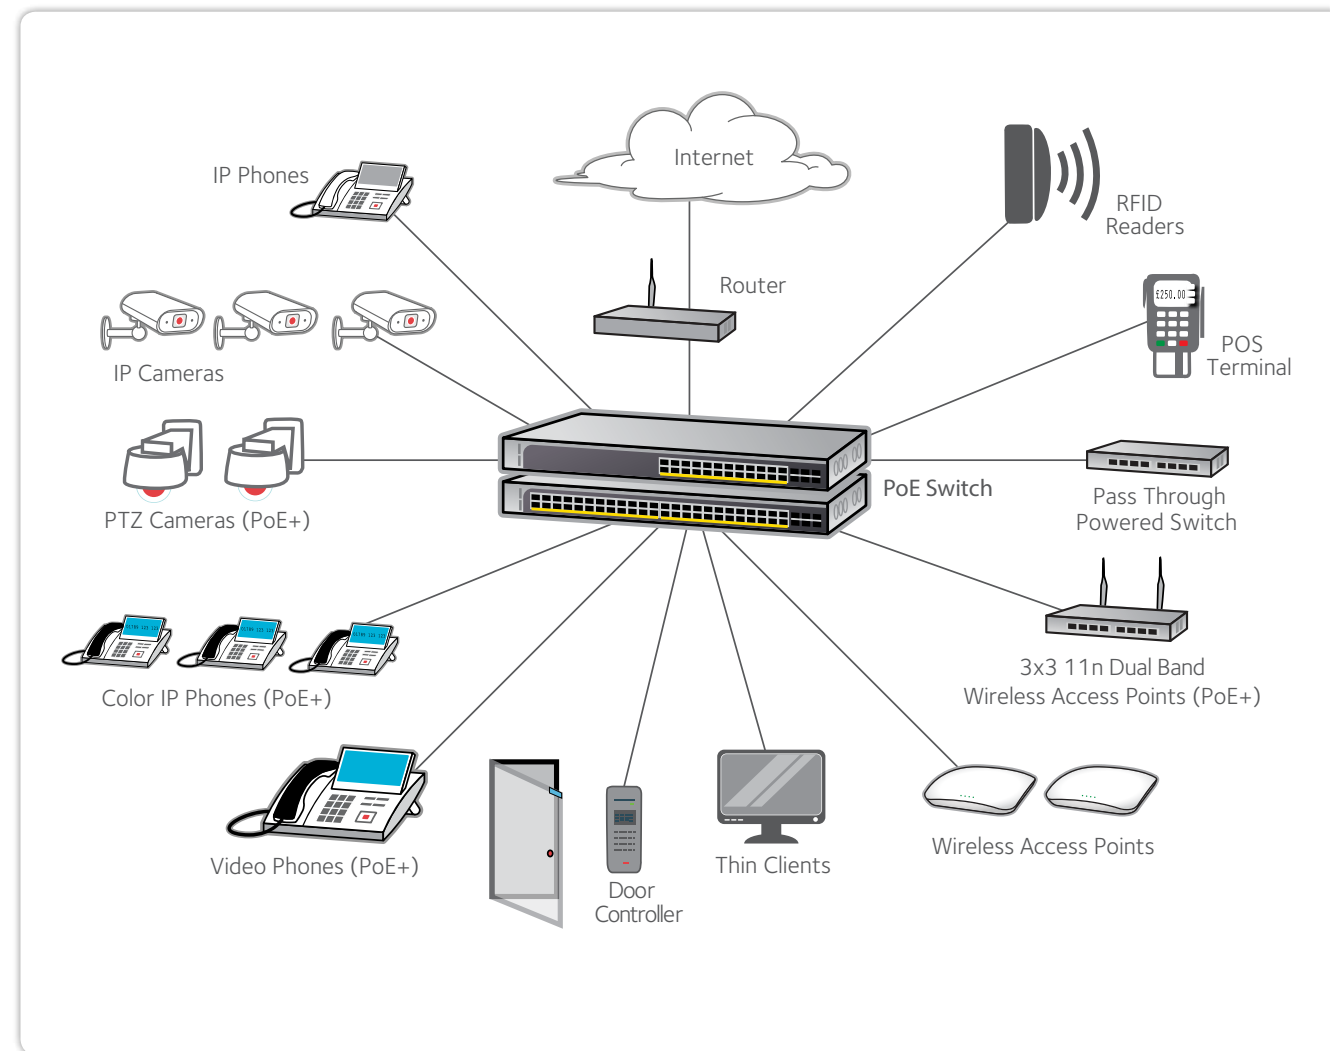 Internet
IP Phones
RFID
Readers
Router
£250.00
POS
Terminal
IP Cameras
PoE Switch
Pass Through
Powered Switch
PTZ Cameras (PoE+)
3x3 11n Dual Band
Wireless Access Points (PoE+)
Color IP Phones (PoE+)
Video Phones (PoE+)
Wireless Access Points
Thin Clients
Door
Controller